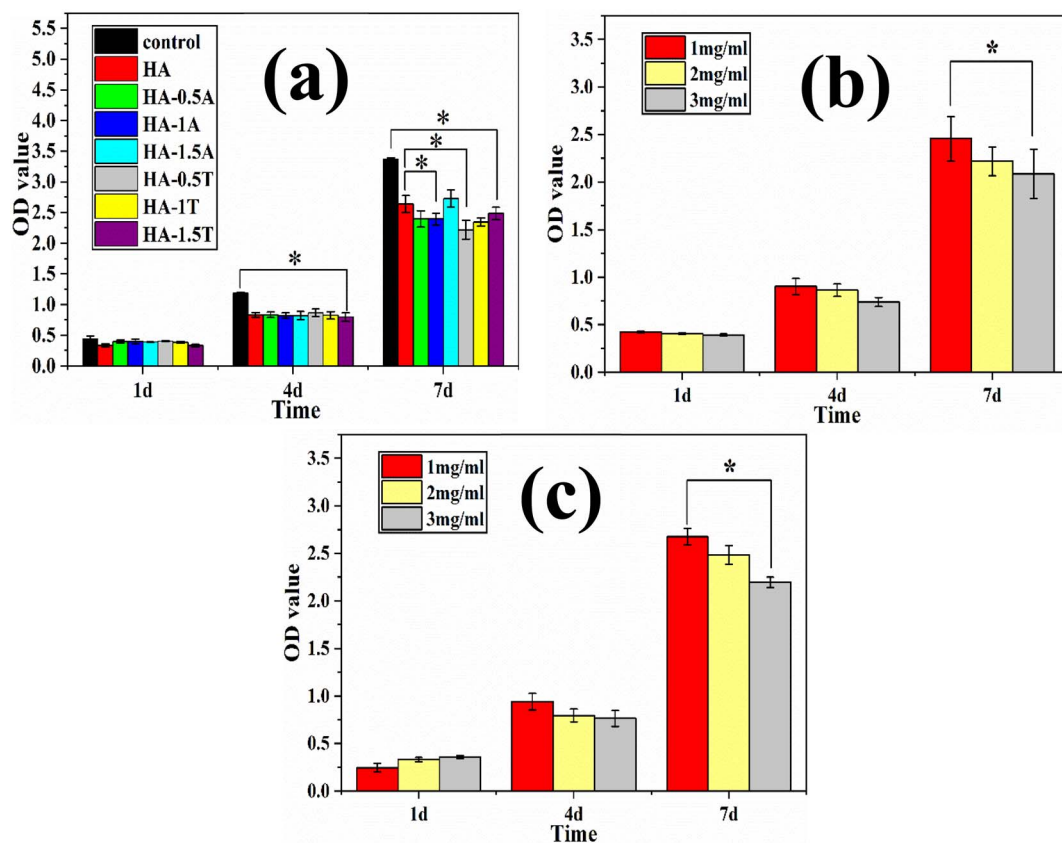 (a)
OD value
5.5
5.0
4.5
4.0
3.5
3.0
2.5
2.0
1.5
1.0
0.5
0.0
control
HA
HA-0.5A
HA-1A
HA-1.5A
HA-0.5T
HA-1T
HA-1.5T
*
*
*
*
1d 4d 7d
Time
(b)
OD value
3.5
3.0
2.5
2.0
1.5
1.0
0.5
0.0
1mg/ml
2mg/ml
3mg/ml
*
1d 4d 7d
Time
(c)
OD value
3.5
3.0
2.5
2.0
1.5
1.0
0.5
0.0
1mg/ml
2mg/ml
3mg/ml
*
1d 4d 7d
Time